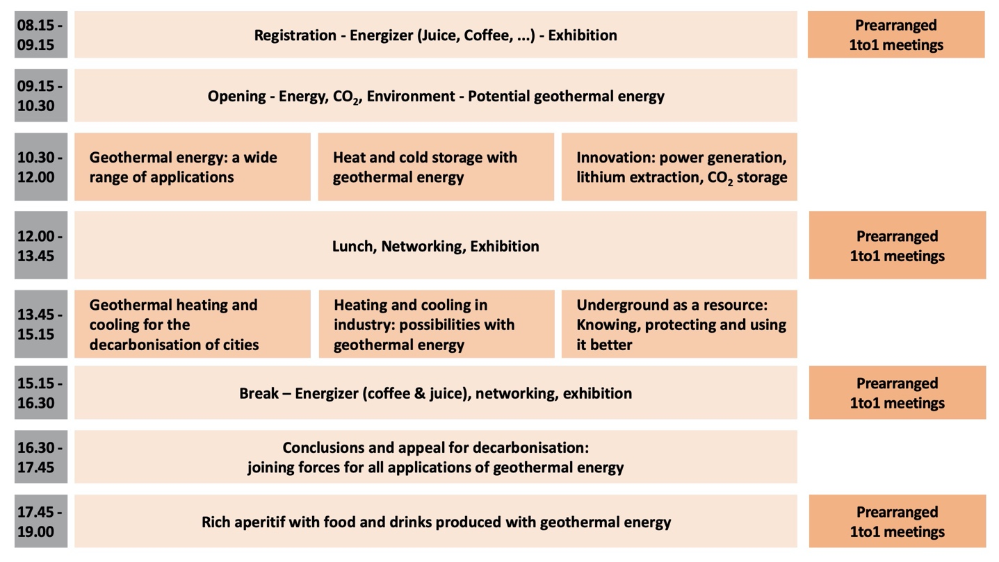 08.15 -
09.15
Registration - Energizer (Juice, Coffee, ...) - Exhibition
Prearranged
1to1 meetings
09.15 -
10.30
Opening - Energy, CO₂, Environment - Potential geothermal energy
10.30 -
12.00
Geothermal energy: a wide
range of applications
Heat and cold storage with
geothermal energy
Innovation: power generation,
lithium extraction, CO₂ storage
12.00 -
13.45
Lunch, Networking, Exhibition
Prearranged
1to1 meetings
13.45 -
15.15
Geothermal heating and
cooling for the
decarbonisation of cities
Heating and cooling in
industry: possibilities with
geothermal energy
Underground as a resource:
Knowing, protecting and using
it better
15.15 -
16.30
Break – Energizer (coffee & juice), networking, exhibition
Prearranged
1to1 meetings
16.30 -
17.45
Conclusions and appeal for decarbonisation:
joining forces for all applications of geothermal energy
17.45 -
19.00
Rich aperitif with food and drinks produced with geothermal energy
Prearranged
1to1 meetings